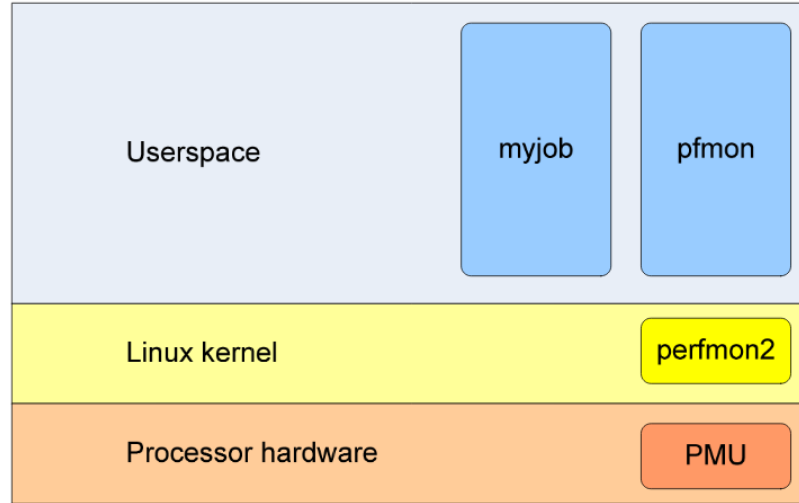 Userspace
myjob
pfmon
Linux kernel
perfmon2
Processor hardware
PMU